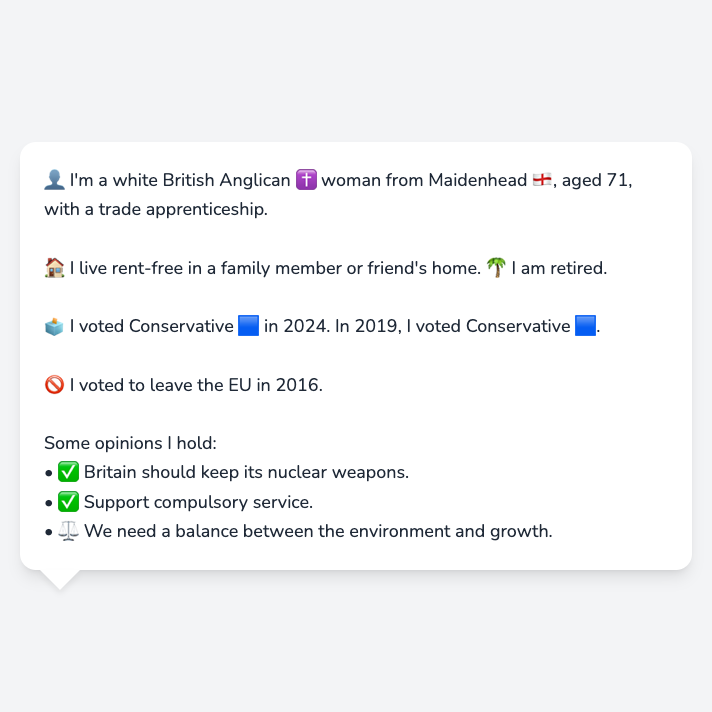 👤 I'm a white British Anglican ✝️ woman from Maidenhead 🏴󠁧󠁢󠁥󠁮󠁧󠁿, aged 71,
with a trade apprenticeship.
🏠 I live rent-free in a family member or friend's home. 🌴 I am retired.
🗳️ I voted Conservative 🟦 in 2024. In 2019, I voted Conservative 🟦.
🚫 I voted to leave the EU in 2016.
Some opinions I hold:
• ✅ Britain should keep its nuclear weapons.
• ✅ Support compulsory service.
• ⚖️ We need a balance between the environment and growth.